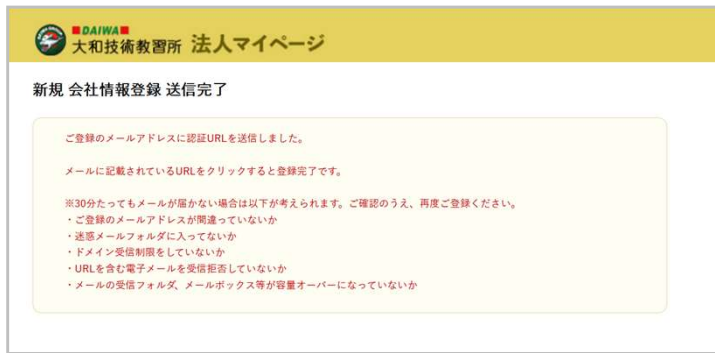 DAIWA
大和技術教習所 法人マイページ
新規 会社情報登録 送信完了
ご登録のメールアドレスに認証URLを送信しました。
メールに記載されているURLをクリックすると登録完了です。
※30分たってもメールが届かない場合は以下が考えられます。ご確認のうえ、再度ご登録ください。
・ご登録のメールアドレスが間違っていないか
・迷惑メールフォルダに入ってないか
・ドメイン受信制限をしていないか
・URLを含む電子メールを受信拒否していないか
・メールの受信フォルダ、メールボックス等が容量オーバーになっていないか